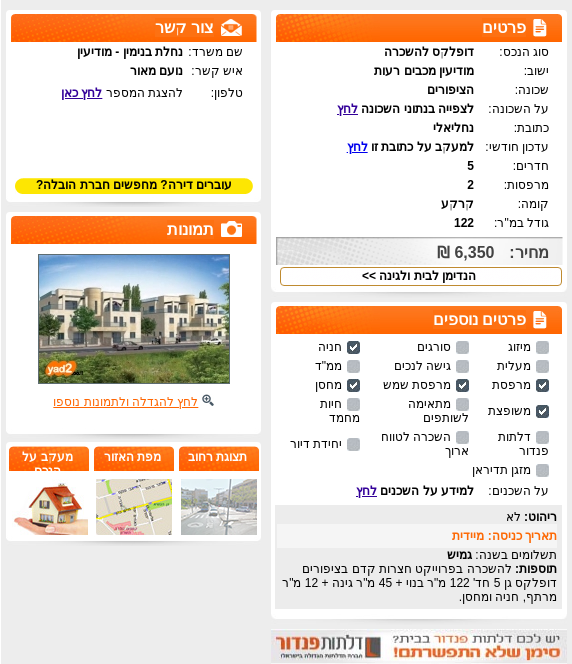 פרטים
סוג הנכס: דופלקס להשכרה
ישוב: מודיעין מכבים רעות
שכונה: הציפורים
על השכונה: לצפייה בנתוני השכונה לחץ
כתובת: נחליאלי
עדכון חודשי: למעקב על כתובת זו לחץ
חדרים: 5
מרפסות: 2
קומה: קרקע
גודל במ"ר: 122
מחיר: 6,350 ₪
הנדימן לבית ולגינה >>
פרטים נוספים
מיזוג סורגים חניה
מעלית גישה לנכים ממ"ד
מרפסת מרפסת שמש מחסן
משופצת מתאימה לשותפים חיות מחמד
דלתות פנדור השכרה לטווח ארוך יחידת דיור
מזגן תדיראן
על השכנים: למידע על השכנים לחץ
ריהוט: לא
תאריך כניסה: מיידית
תשלומים בשנה: גמיש
תוספות: להשכרה בפרוייקט חצרות קדם בציפורים
דופלקס גן 5 חד' 122 מ"ר בנוי + 45 מ"ר גינה + 12 מ"ר
מרתף, חניה ומחסן.
יש לכם דלתות פנדור בבית?
סימן שלא התפשרתם!
דלתות פנדור
חברת הדלתות הגדולה בישראל
צור קשר
שם משרד: נחלת בנימין - מודיעין
איש קשר: נועם מאור
טלפון: להצגת המספר לחץ כאן
עוברים דירה? מחפשים חברת הובלה?
תמונות
yad2
לחץ להגדלה ולתמונות נוספו
תצוגת רחוב
מפת האזור
מעקב על
הנכס